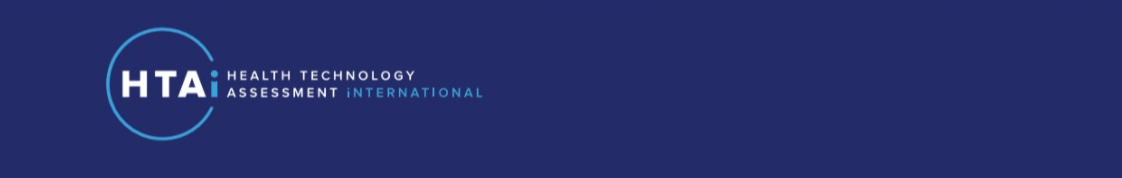 HTAi
HEALTH TECHNOLOGY
ASSESSMENT iNTERNATIONAL